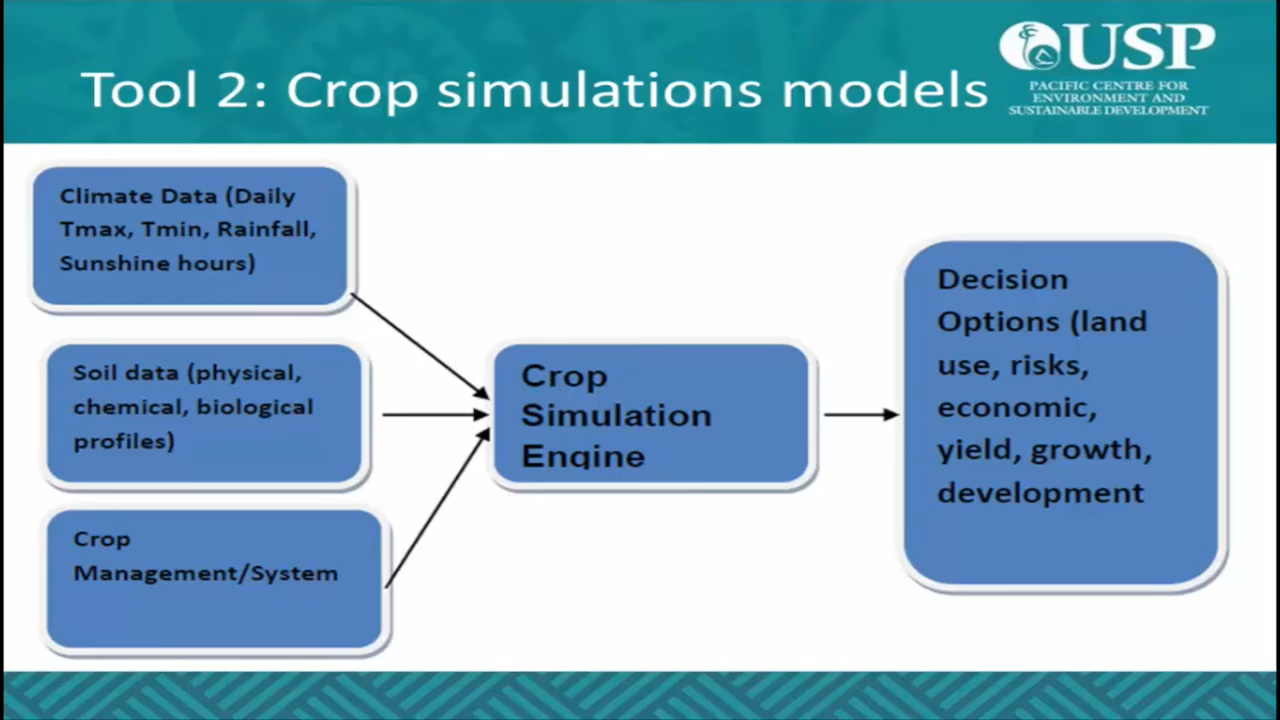 Tool 2: Crop simulations models
USP
PACIFIC CENTRE FOR
ENVIRONMENT AND
SUSTAINABLE DEVELOPMENT
Climate Data (Daily
Tmax, Tmin, Rainfall,
Sunshine hours)
Soil data (physical,
chemical, biological
profiles)
Crop
Management/System
Crop
Simulation
Engine
Decision
Options (land
use, risks,
economic,
yield, growth,
development